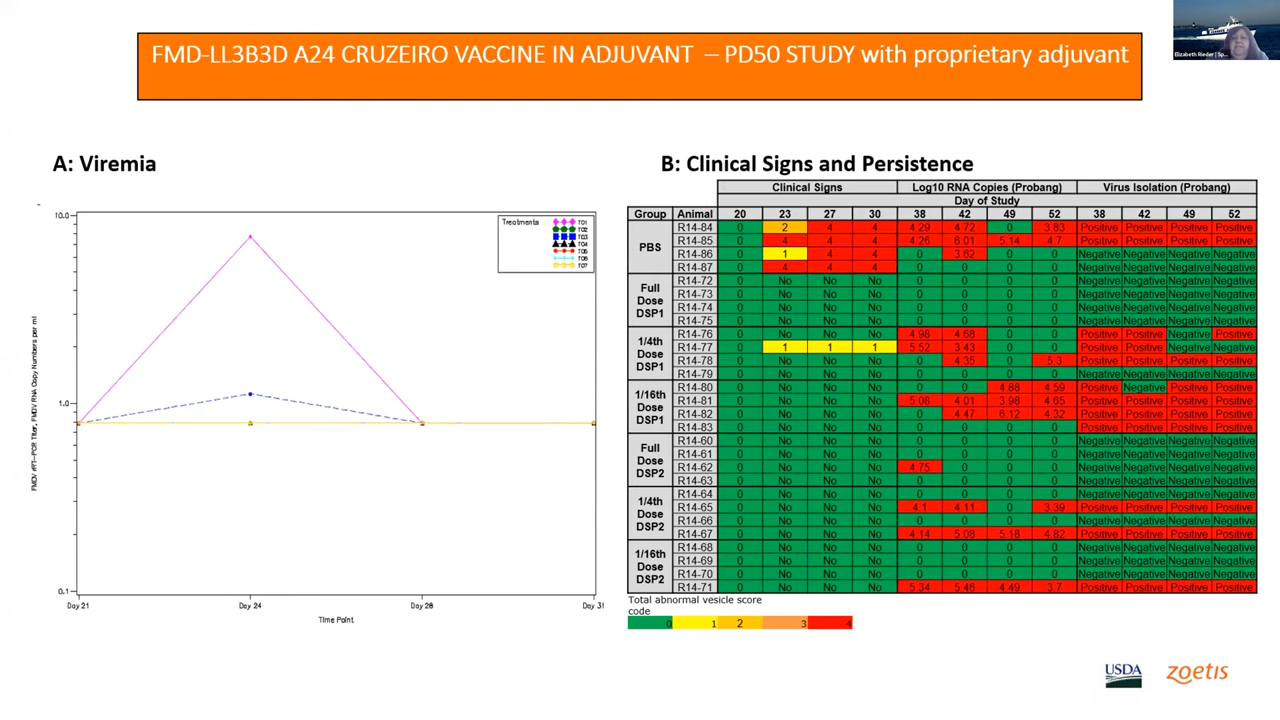 FMD-LL3B3D A24 CRUZEIRO VACCINE IN ADJUVANT – PD50 STUDY with proprietary adjuvant
Elizabeth Rieder | Sp...
A: Viremia
B: Clinical Signs and Persistence
FMDV rRT-PCR Titer, FMDV RNA Copy Numbers per ml
10.0
1.0
0.1
Day 21 Day 24 Day 28 Day 31
Time Point
Treatments
T01
T02
T03
T04
T05
T06
T07
Clinical Signs Log10 RNA Copies (Probang) Virus Isolation (Probang)
Day of Study
Group Animal 20 23 27 30 38 42 49 52 38 42 49 52
PBS
R14-84 0 2 4 4 4.29 4.72 0 3.83 Positive Positive Positive Positive
R14-85 0 4 4 4 4.26 6.01 5.14 4.7 Positive Positive Positive Positive
R14-86 0 1 4 4 0 3.62 0 0 Negative Negative Negative Negative
R14-87 0 4 4 4 0 0 0 0 Negative Negative Negative Negative
Full
Dose
DSP1
R14-72 0 No No No 0 0 0 0 Negative Negative Negative Negative
R14-73 0 No No No 0 0 0 0 Negative Negative Negative Negative
R14-74 0 No No No 0 0 0 0 Negative Negative Negative Negative
R14-75 0 No No No 0 0 0 0 Negative Negative Negative Negative
1/4th
Dose
DSP1
R14-76 0 No No No 4.98 4.68 0 0 Positive Positive Negative Positive
R14-77 0 1 1 1 5.52 3.43 0 0 Positive Positive Negative Negative
R14-78 0 No No No 0 4.35 0 5.3 Positive Positive Positive Positive
R14-79 0 No No No 0 0 0 0 Negative Negative Negative Negative
1/16th
Dose
DSP1
R14-80 0 No No No 0 0 4.88 4.59 Positive Negative Positive Positive
R14-81 0 No No No 5.08 4.01 3.98 4.65 Positive Positive Positive Positive
R14-82 0 No No No 0 4.47 6.12 4.32 Positive Positive Positive Positive
R14-83 0 No No No 0 0 0 0 Positive Positive Positive Positive
Full
Dose
DSP2
R14-60 0 No No No 0 0 0 0 Negative Negative Negative Negative
R14-61 0 No No No 0 0 0 0 Negative Negative Negative Negative
R14-62 0 No No No 4.75 0 0 0 Negative Negative Negative Negative
R14-63 0 No No No 0 0 0 0 Negative Negative Negative Negative
1/4th
Dose
DSP2
R14-64 0 No No No 0 0 0 0 Negative Negative Negative Negative
R14-65 0 No No No 4.1 4.11 0 3.39 Positive Positive Positive Positive
R14-66 0 No No No 0 0 0 0 Negative Negative Negative Negative
R14-67 0 No No No 4.14 5.08 5.18 4.82 Positive Positive Positive Positive
1/16th
Dose
DSP2
R14-68 0 No No No 0 0 0 0 Negative Negative Negative Negative
R14-69 0 No No No 0 0 0 0 Negative Negative Negative Negative
R14-70 0 No No No 0 0 0 0 Negative Negative Negative Negative
R14-71 0 No No No 5.34 5.46 4.49 3.7 Positive Positive Positive Positive
Total abnormal vesicle score
code
0 1 2 3 4
USDA
zoetis